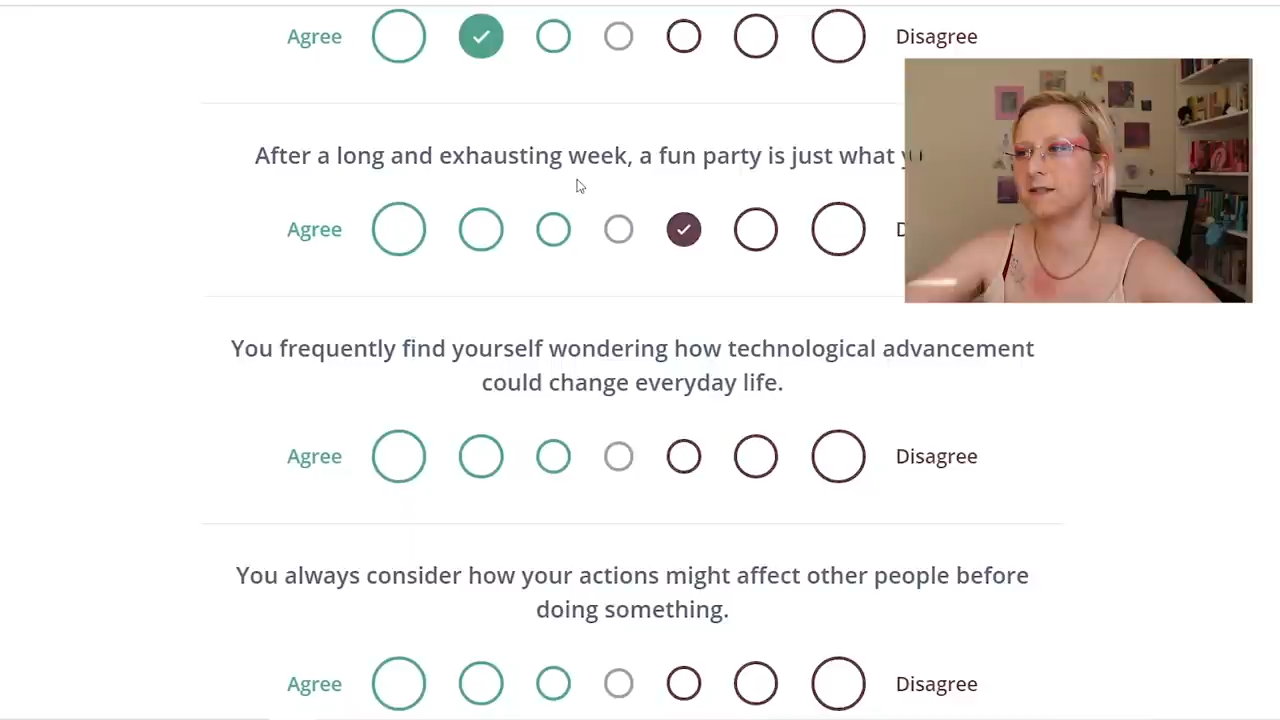 Agree Disagree
After a long and exhausting week, a fun party is just what
Agree
You frequently find yourself wondering how technological advancement
could change everyday life.
Agree Disagree
You always consider how your actions might affect other people before
doing something.
Agree Disagree